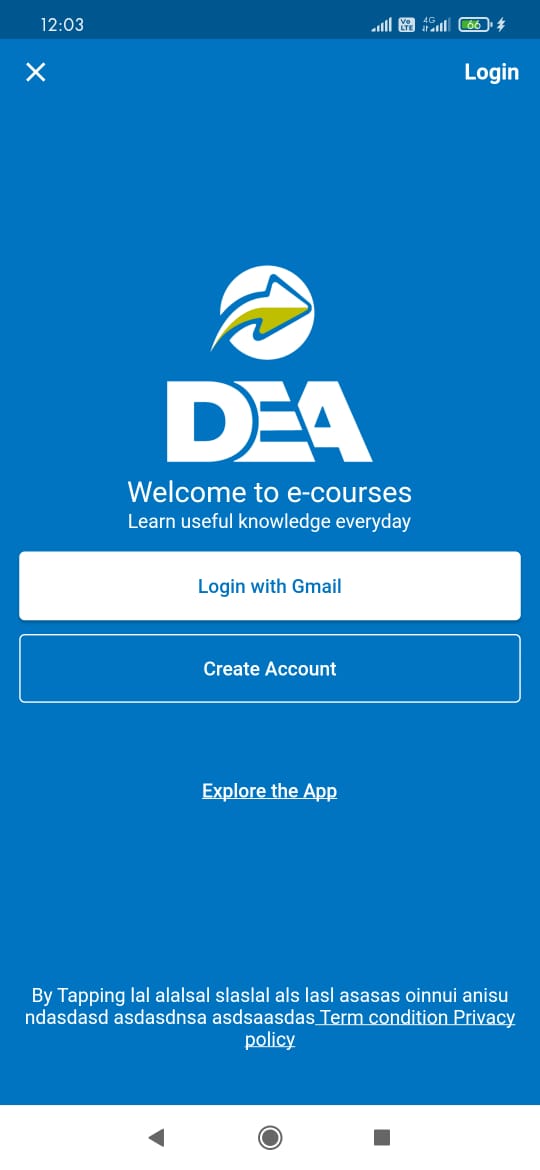 12:03
Vo
LTE
4G
66
Login
DEA
Welcome to e-courses
Learn useful knowledge everyday
Login with Gmail
Create Account
Explore the App
By Tapping lal alalsal slaslal als lasl asasas oinnui anisu
ndasdasd asdasdnsa asdsaasdas Term condition Privacy
policy